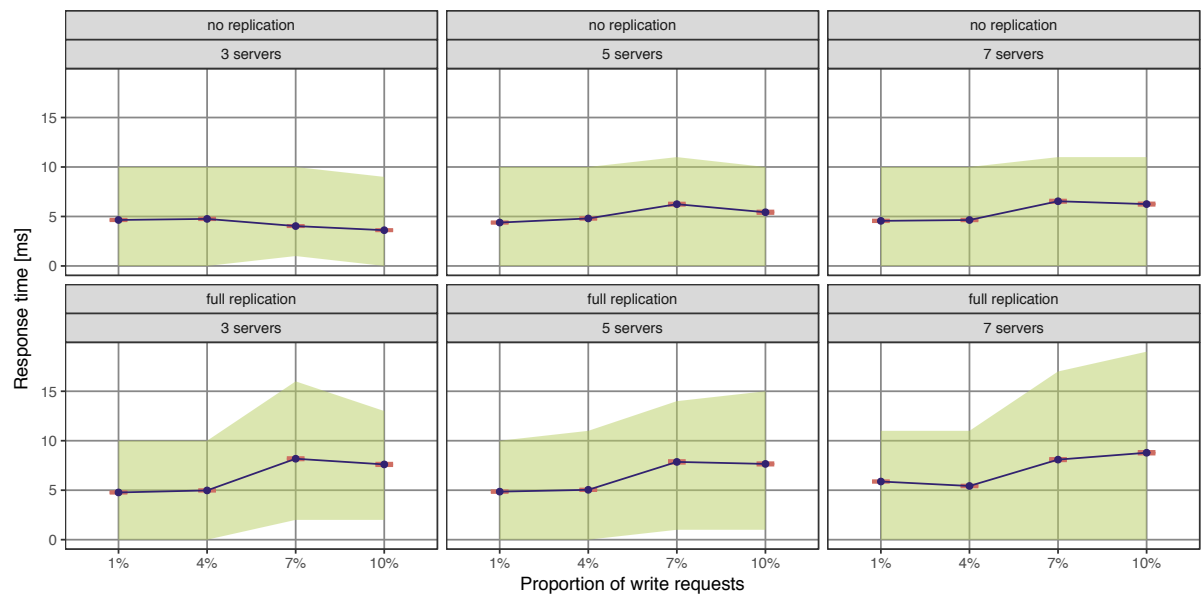 no replication
no replication
no replication
3 servers
5 servers
7 servers
15
10
5
0
full replication
full replication
full replication
3 servers
5 servers
7 servers
15
10
5
0
1%
4%
7%
10%
1%
4%
7%
10%
1%
4%
7%
10%
Response time [ms]
Proportion of write requests